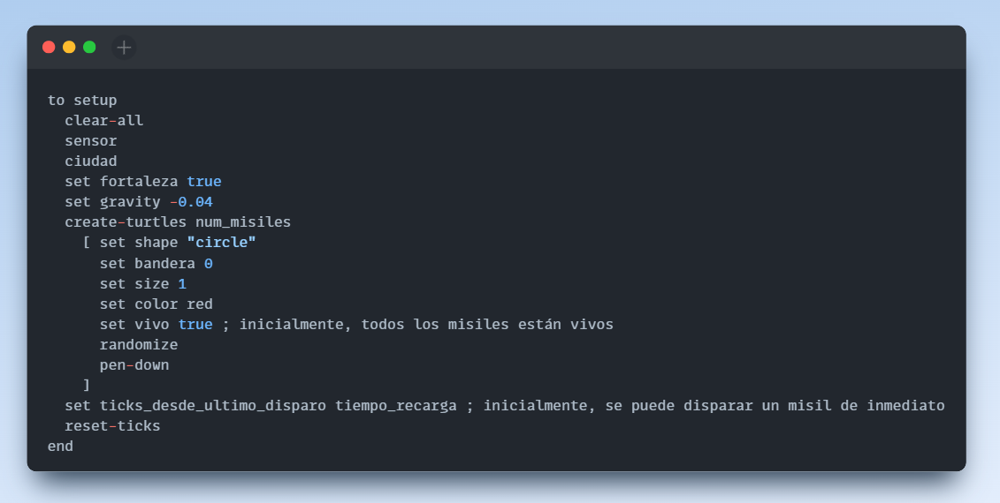 to setup
  clear-all
  sensor
  ciudad
  set fortaleza true
  set gravity -0.04
  create-turtles num_misiles
    [ set shape "circle"
      set bandera 0
      set size 1
      set color red
      set vivo true ; inicialmente, todos los misiles están vivos
      randomize
      pen-down
    ]
  set ticks_desde_ultimo_disparo tiempo_recarga ; inicialmente, se puede disparar un misil de inmediato
  reset-ticks
end